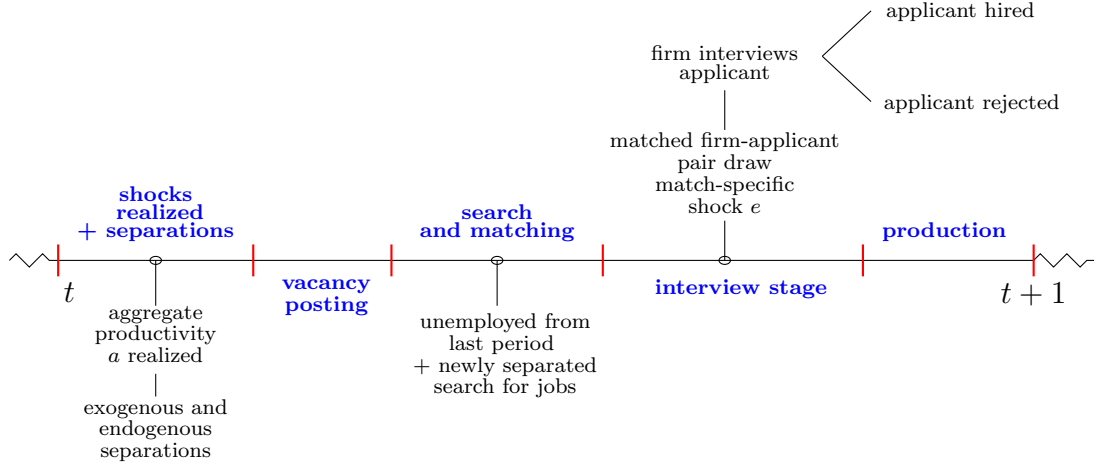 applicant hired
firm interviews
applicant
applicant rejected
matched firm-applicant
pair draw
match-specific
shock e
shocks
realized
+ separations
search
and matching
production
t
vacancy
posting
interview stage
t + 1
aggregate
productivity
a realized
unemployed from
last period
+ newly separated
search for jobs
exogenous and
endogenous
separations